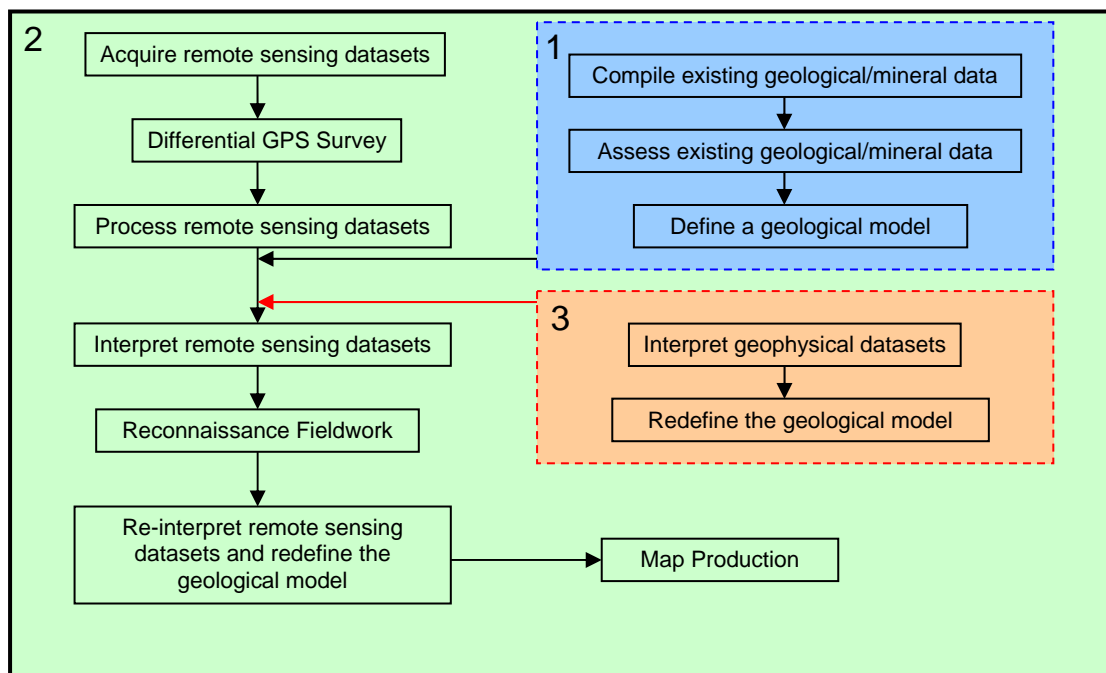 2
Acquire remote sensing datasets
Differential GPS Survey
Process remote sensing datasets
Interpret remote sensing datasets
Reconnaissance Fieldwork
Re-interpret remote sensing
datasets and redefine the
geological model
Map Production
1
Compile existing geological/mineral data
Assess existing geological/mineral data
Define a geological model
3
Interpret geophysical datasets
Redefine the geological model